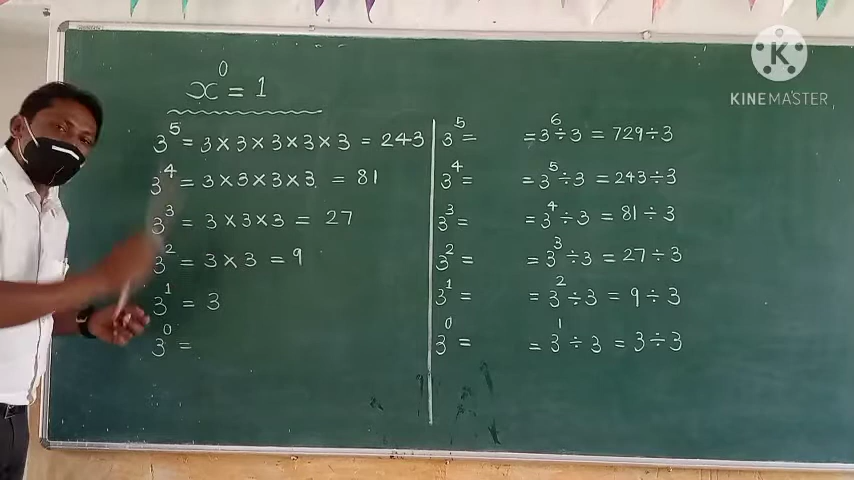 x⁰ = 1
3⁵ = 3 × 3 × 3 × 3 × 3 = 243
3⁴ = 3 × 3 × 3 × 3 = 81
3³ = 3 × 3 × 3 = 27
3² = 3 × 3 = 9
3¹ = 3
3⁰ =
3⁵ = = 3⁶ ÷ 3 = 729 ÷ 3
3⁴ = = 3⁵ ÷ 3 = 243 ÷ 3
3³ = = 3⁴ ÷ 3 = 81 ÷ 3
3² = = 3³ ÷ 3 = 27 ÷ 3
3¹ = = 3² ÷ 3 = 9 ÷ 3
3⁰ = = 3¹ ÷ 3 = 3 ÷ 3
K
KINEMASTER